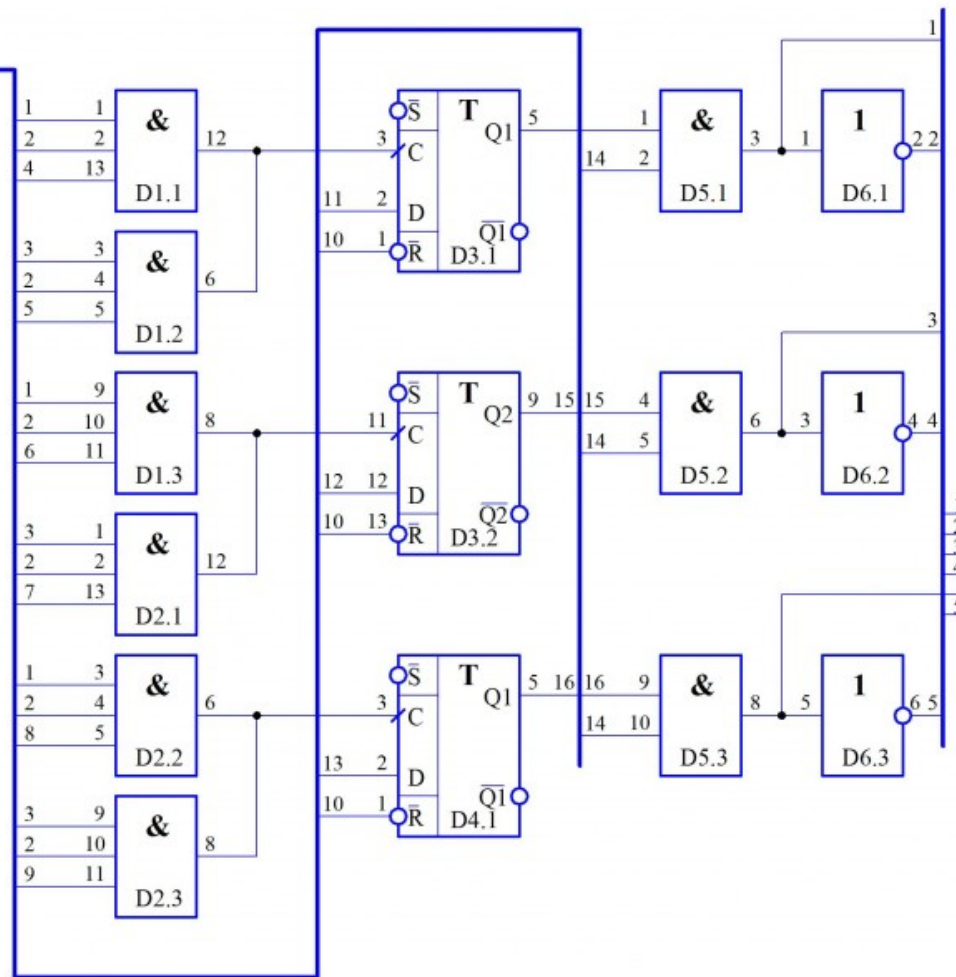 1
1 1 & 12 S̅ T Q1 5 1 & 3 1 1 2 2
2 2 3 C 14 2
4 13 D1.1 11 2 D D5.1 D6.1
10 1 R̅ Q̅1̅ D3.1
3 3 & 6
2 4
5 5 D1.2
3
1 9 & 8 S̅ T Q2 9 15 15 4 & 6 3 1 4 4
2 10 11 C 14 5
6 11 D1.3 12 12 D D5.2 D6.2
10 13 R̅ Q̅2̅ D3.2
3 1 & 12
2 2
7 13 D2.1
1 3 & 6 S̅ T Q1 5 16 16 9 & 8 5 1 6 5
2 4 3 C 14 10
8 5 D2.2 13 2 D D5.3 D6.3
10 1 R̅ Q̅1̅ D4.1
3 9 & 8
2 10
9 11 D2.3